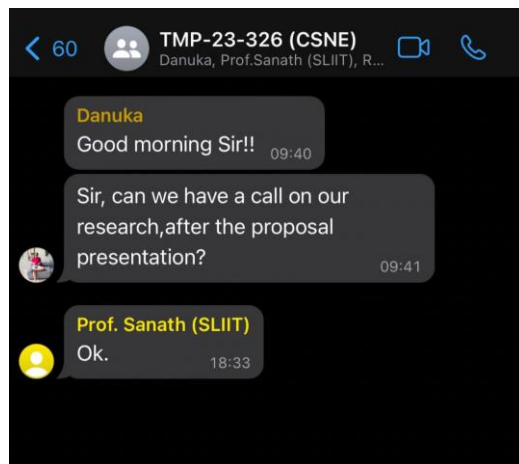 60
TMP-23-326 (CSNE)
Danuka, Prof.Sanath (SLIIT), R...
Danuka
Good morning Sir!! 09:40
Sir, can we have a call on our
research,after the proposal
presentation? 09:41
Prof. Sanath (SLIIT)
Ok. 18:33